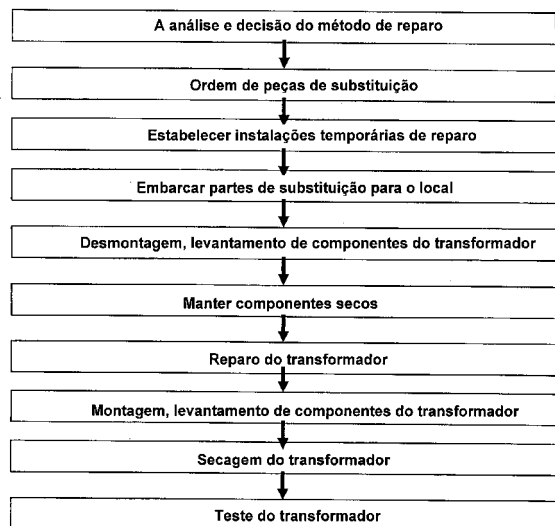 A análise e decisão do método de reparo
Ordem de peças de substituição
Estabelecer instalações temporárias de reparo
Embarcar partes de substituição para o local
Desmontagem, levantamento de componentes do transformador
Manter componentes secos
Reparo do transformador
Montagem, levantamento de componentes do transformador
Secagem do transformador
Teste do transformador